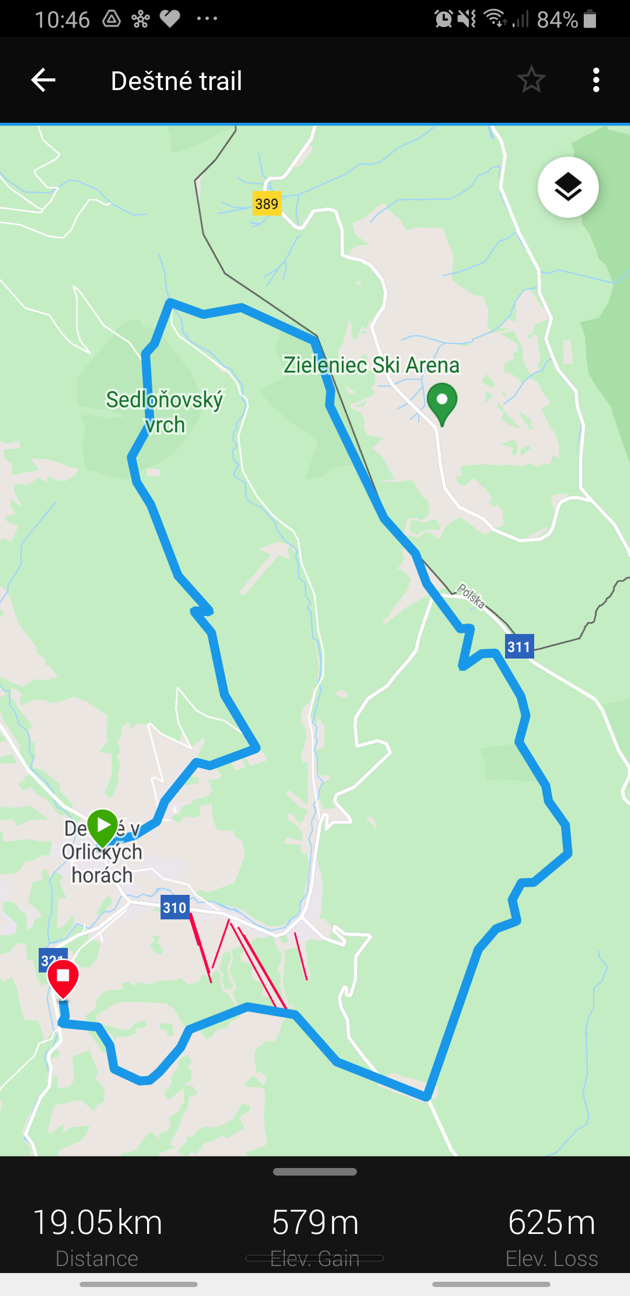 10:46
84%
Deštné trail
389
Zieleniec Ski Arena
Sedloňovský
vrch
Polska
311
Orlických
horách
310
19.05km
579m
625m
Distance
Elev. Gain
Elev. Loss